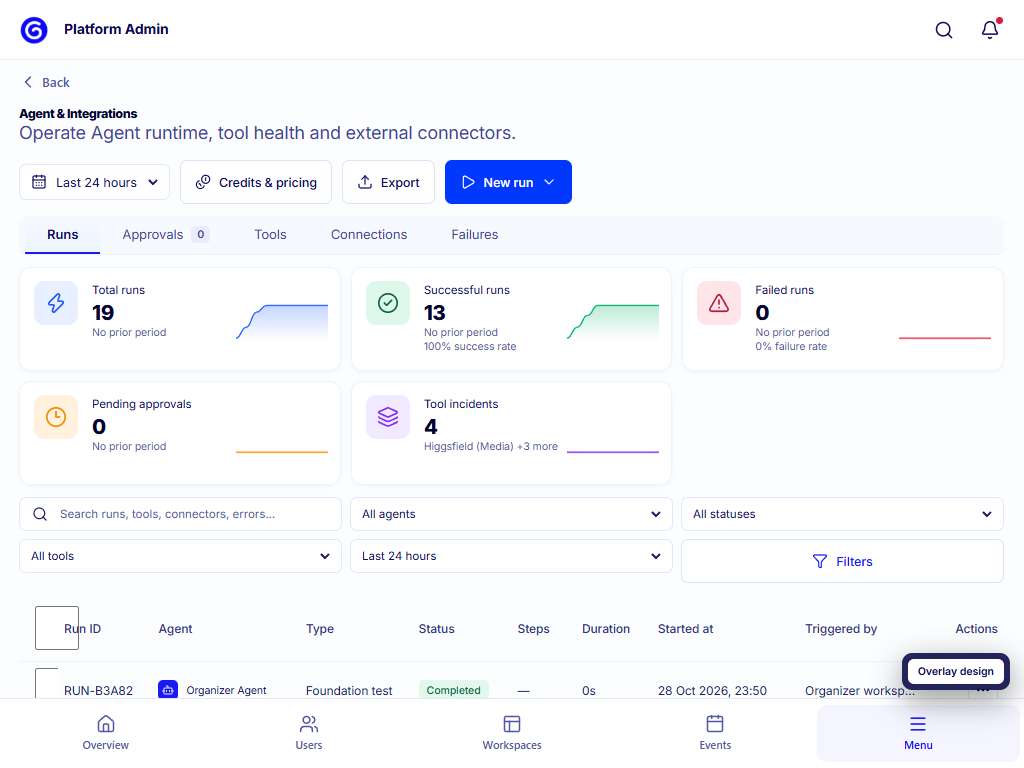 Platform Admin
Back
Agent & Integrations
Operate Agent runtime, tool health and external connectors.
Last 24 hours
Credits & pricing
Export
New run
Runs
Approvals 0
Tools
Connections
Failures
Total runs
19
No prior period
Successful runs
13
No prior period
100% success rate
Failed runs
0
No prior period
0% failure rate
Pending approvals
0
No prior period
Tool incidents
4
Higgsfield (Media) +3 more
Search runs, tools, connectors, errors...
All agents
All statuses
All tools
Last 24 hours
Filters
Run ID Agent Type Status Steps Duration Started at Triggered by Actions
RUN-B3A82 Organizer Agent Foundation test Completed — 0s 28 Oct 2026, 23:50 Organizer worksp...
Overlay design
Overview
Users
Workspaces
Events
Menu